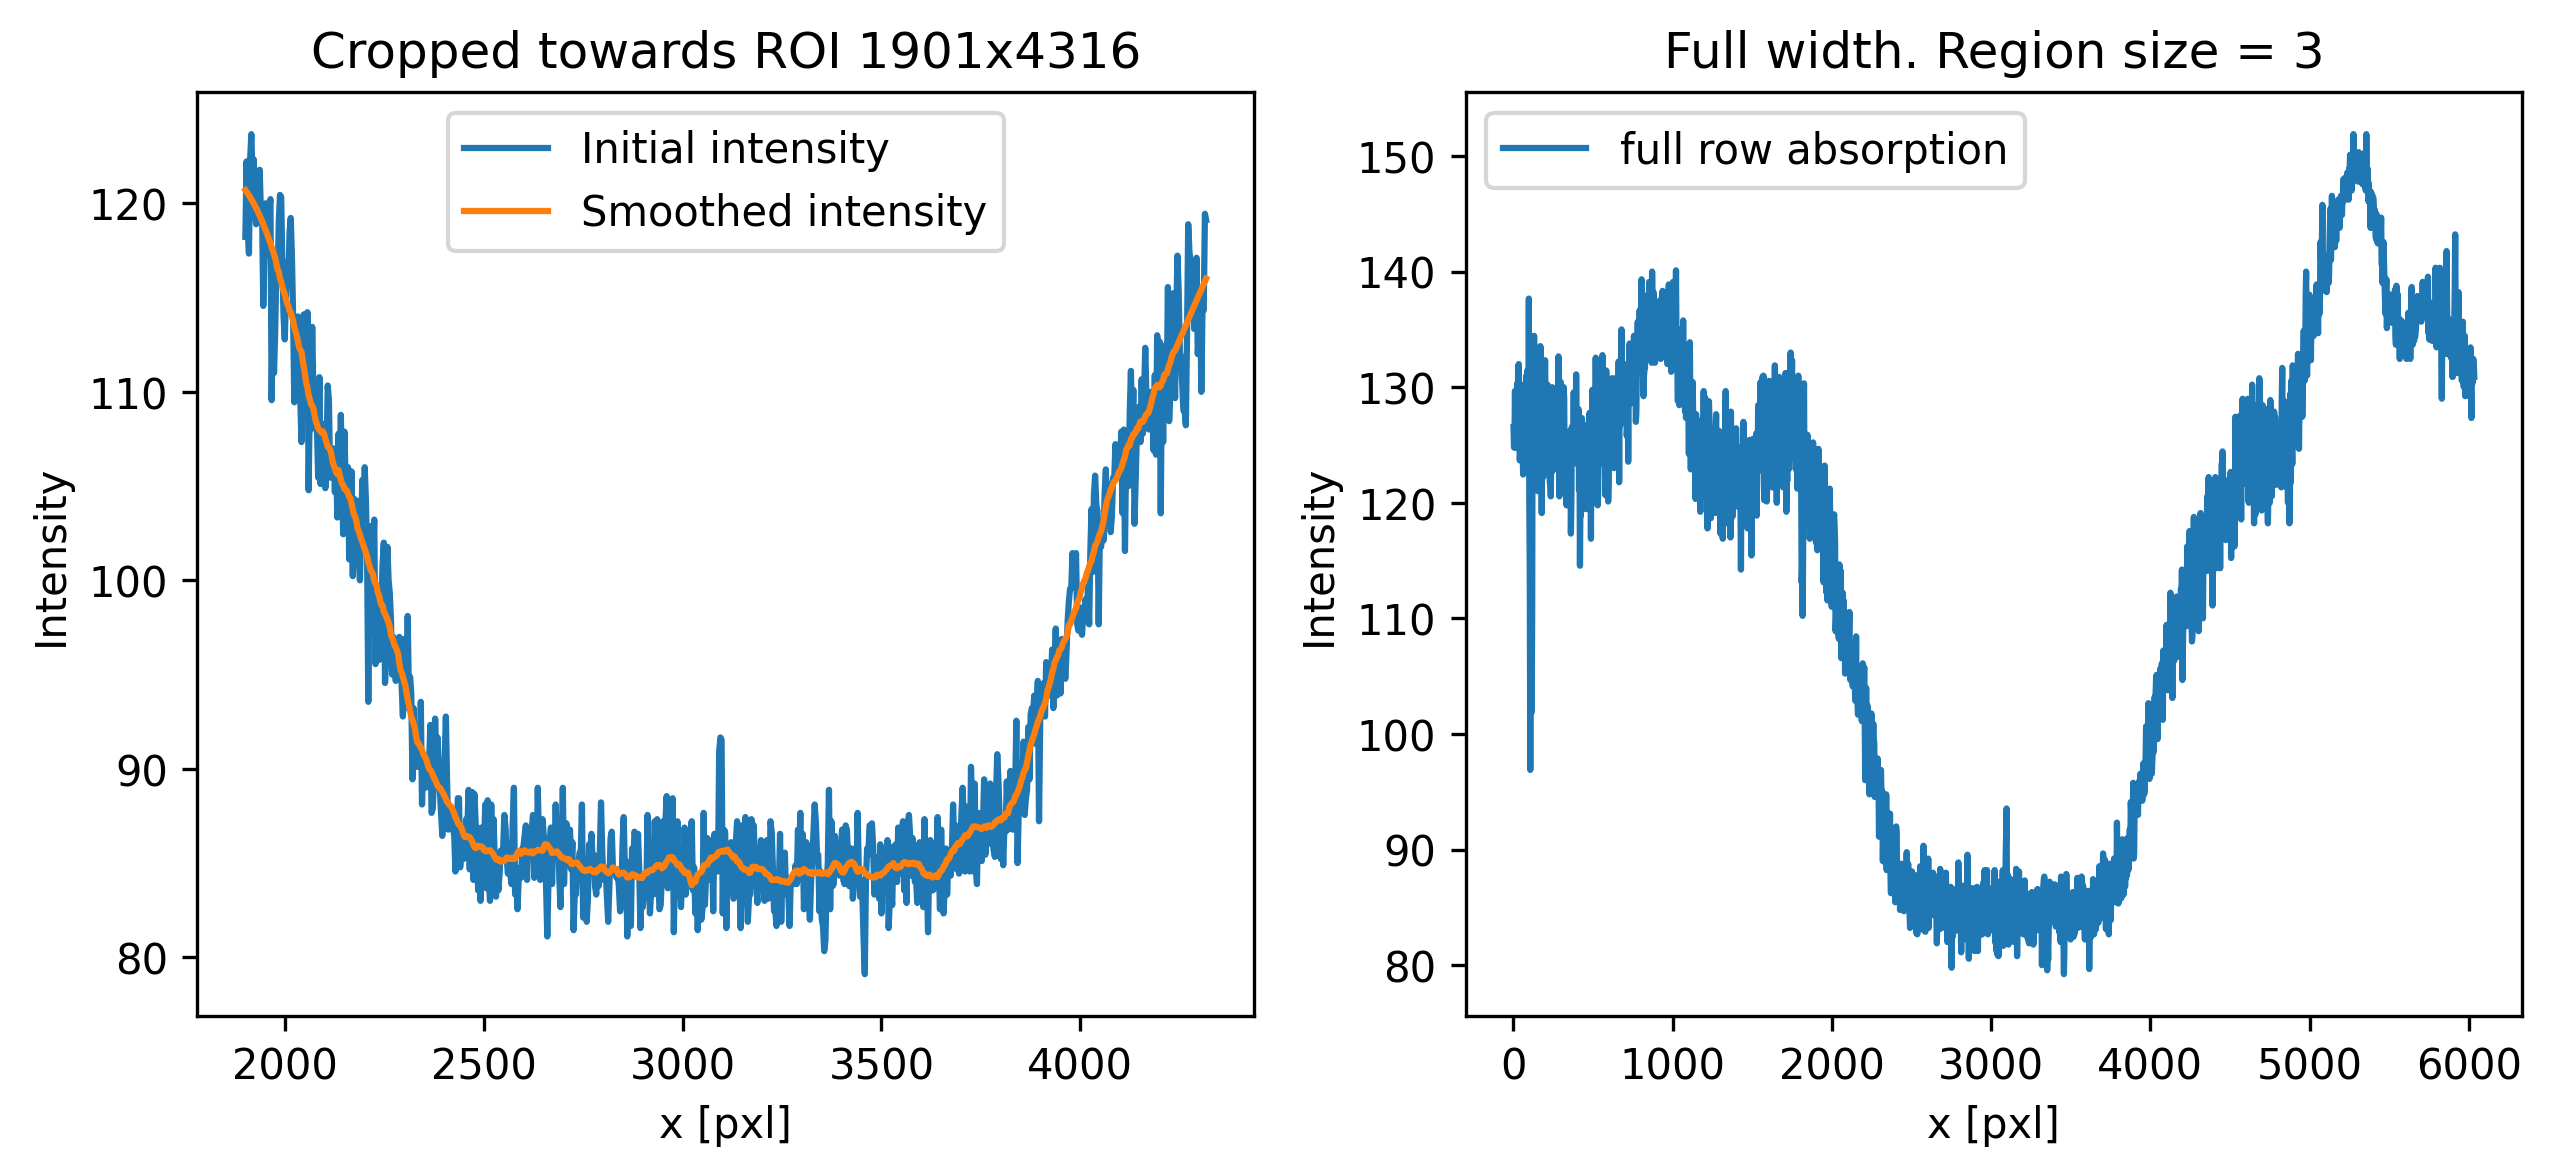 Cropped towards ROI 1901x4316
Initial intensity
Smoothed intensity
120
110
100
90
80
Intensity
2000 2500 3000 3500 4000
x [pxl]
Full width. Region size = 3
full row absorption
150
140
130
120
110
100
90
80
Intensity
0 1000 2000 3000 4000 5000 6000
x [pxl]